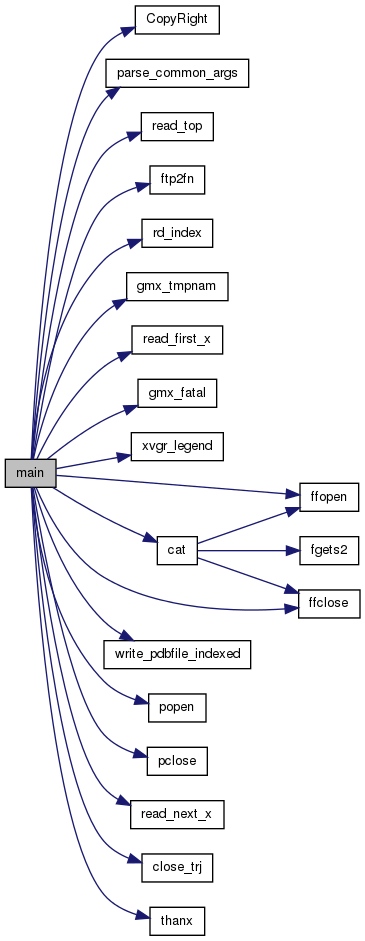 CopyRight
parse_common_args
read_top
ftp2fn
rd_index
gmx_tmpnam
read_first_x
gmx_fatal
xvgr_legend
main
ffopen
cat
fgets2
ffclose
write_pdbfile_indexed
popen
pclose
read_next_x
close_trj
thanx